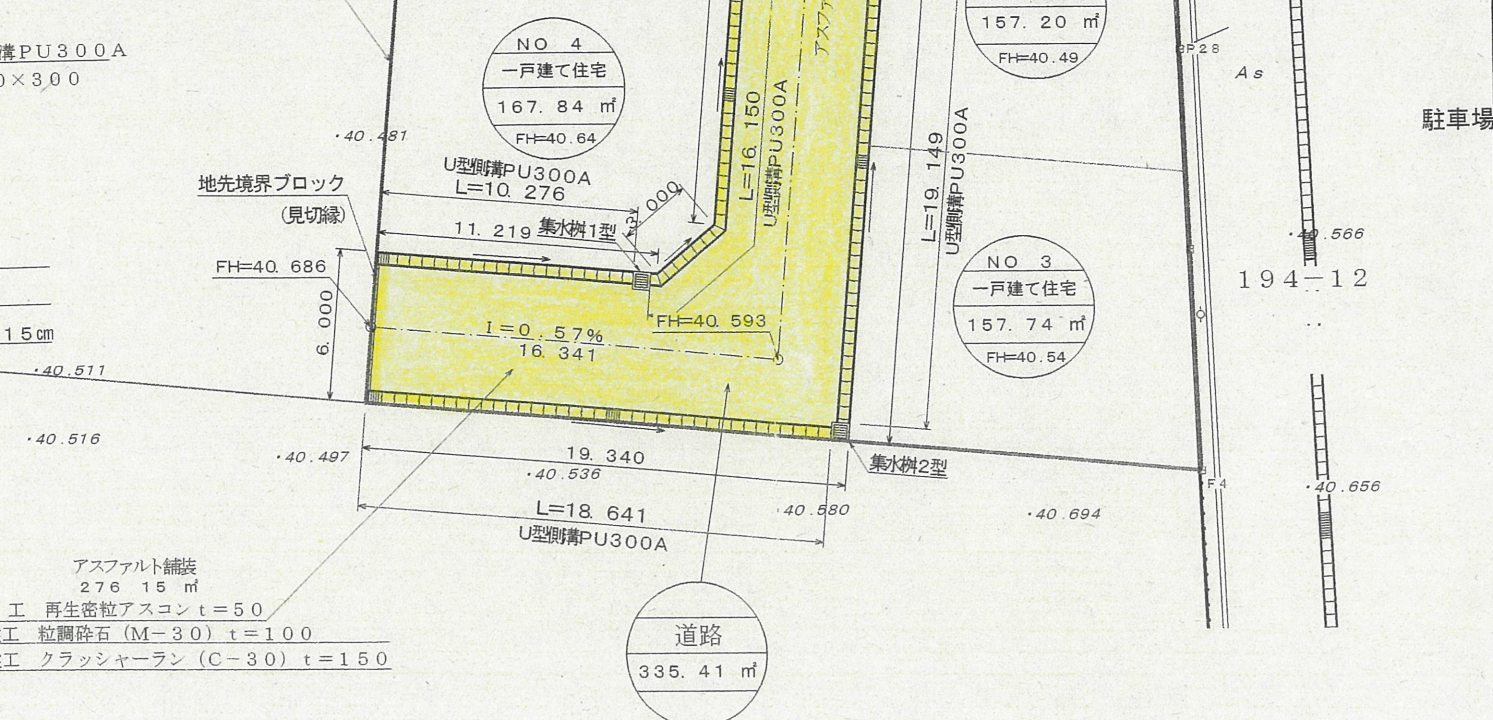 溝PU300A
×300
NO 4
一戸建て住宅
167.84 ㎡
FH=40.64
アスファ
157.20 ㎡
FH=40.49
BP28
As
駐車場
・40.481
U型側溝PU300A
L=10.276
3.000
L=16.150
U型側溝PU300A
L=19.149
U型側溝PU300A
地先境界ブロック
(見切縁)
11.219
集水桝1型
FH=40.686
6.000
I=0.57%
16.341
FH=40.593
NO 3
一戸建て住宅
157.74 ㎡
FH=40.54
・40.566
194-12
15㎝
・40.511
・40.516
・40.497
19.340
・40.536
集水桝2型
F4
・40.656
L=18.641
U型側溝PU300A
・40.580
・40.694
アスファルト舗装
276 15 ㎡
工 再生密粒アスコン t=50
工 粒調砕石 (M-30) t=100
工 クラッシャーラン (C-30) t=150
道路
335.41 ㎡